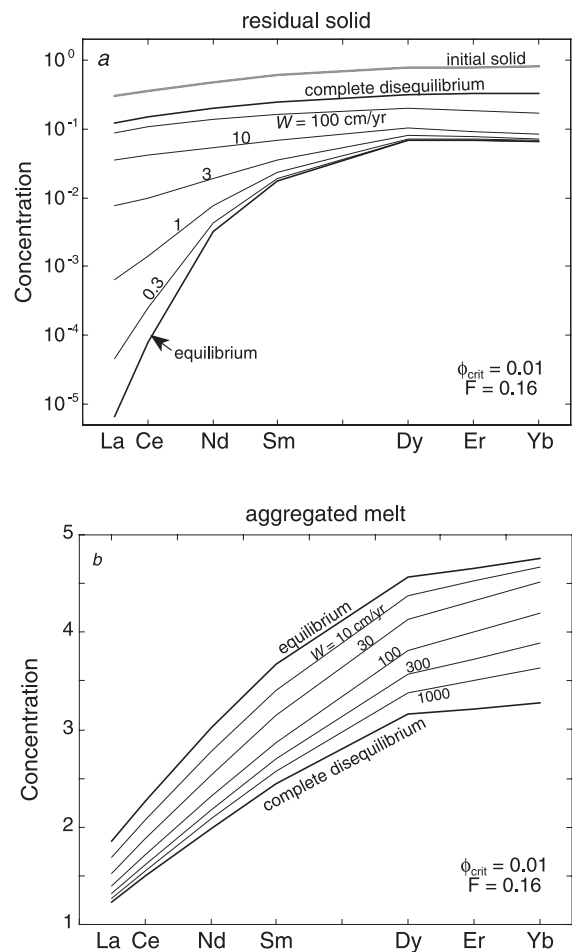 residual solid
a
initial solid
complete disequilibrium
W = 100 cm/yr
10
3
1
0.3
equilibrium
ϕcrit = 0.01
F = 0.16
10^0
10^-1
10^-2
10^-3
10^-4
10^-5
Concentration
La Ce Nd Sm Dy Er Yb
aggregated melt
b
equilibrium
W = 10 cm/yr
30
100
300
1000
complete disequilibrium
ϕcrit = 0.01
F = 0.16
5
4
3
2
1
Concentration
La Ce Nd Sm Dy Er Yb